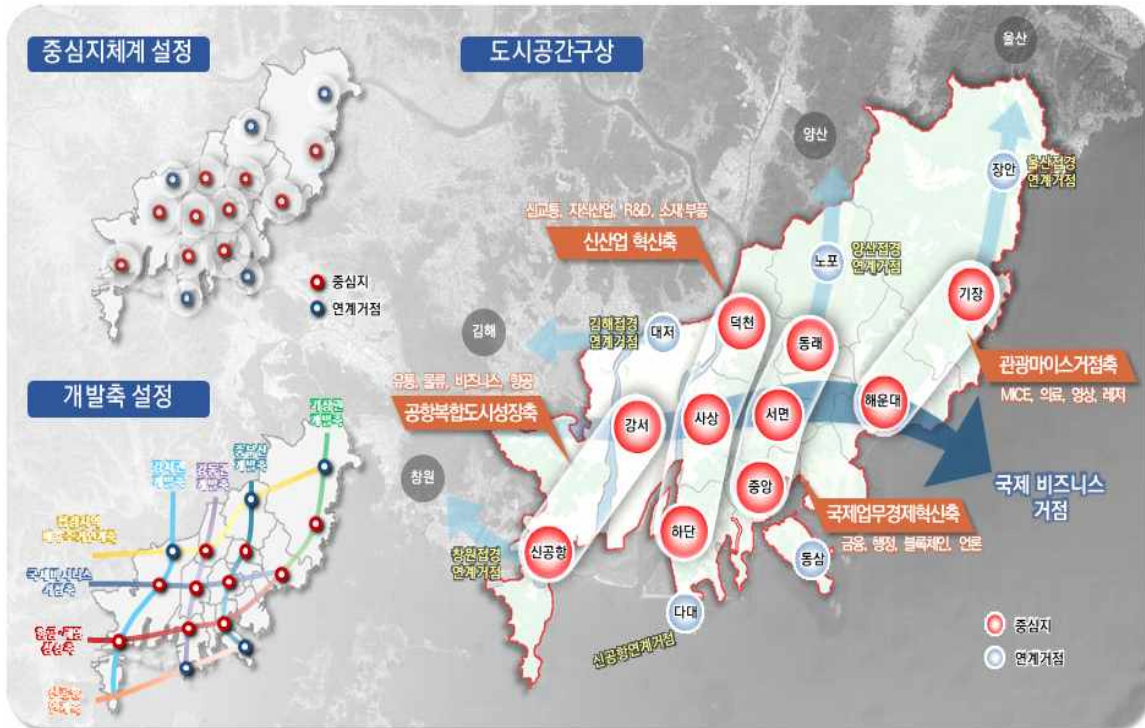 중심지체계 설정
중심지
연계거점
개발축 설정
도시공간구상
울산
양산
장안
울산접경
연계거점
신교통, 지식산업, R&D, 소재·부품
신산업 혁신축
노포
양산접경
연계거점
기장
김해
김해접경
연계거점
대저
덕천
동래
관광마이스거점축
MICE, 의료, 영상, 레저
유통, 물류, 비즈니스, 항공
공항복합도시성장축
강서
사상
서면
해운대
창원
중앙
국제 비즈니스
거점
국제업무경제혁신축
금융, 행정, 블록체인, 언론
창원접경
연계거점
신공항
하단
동삼
다대
신공항연계거점
중심지
연계거점